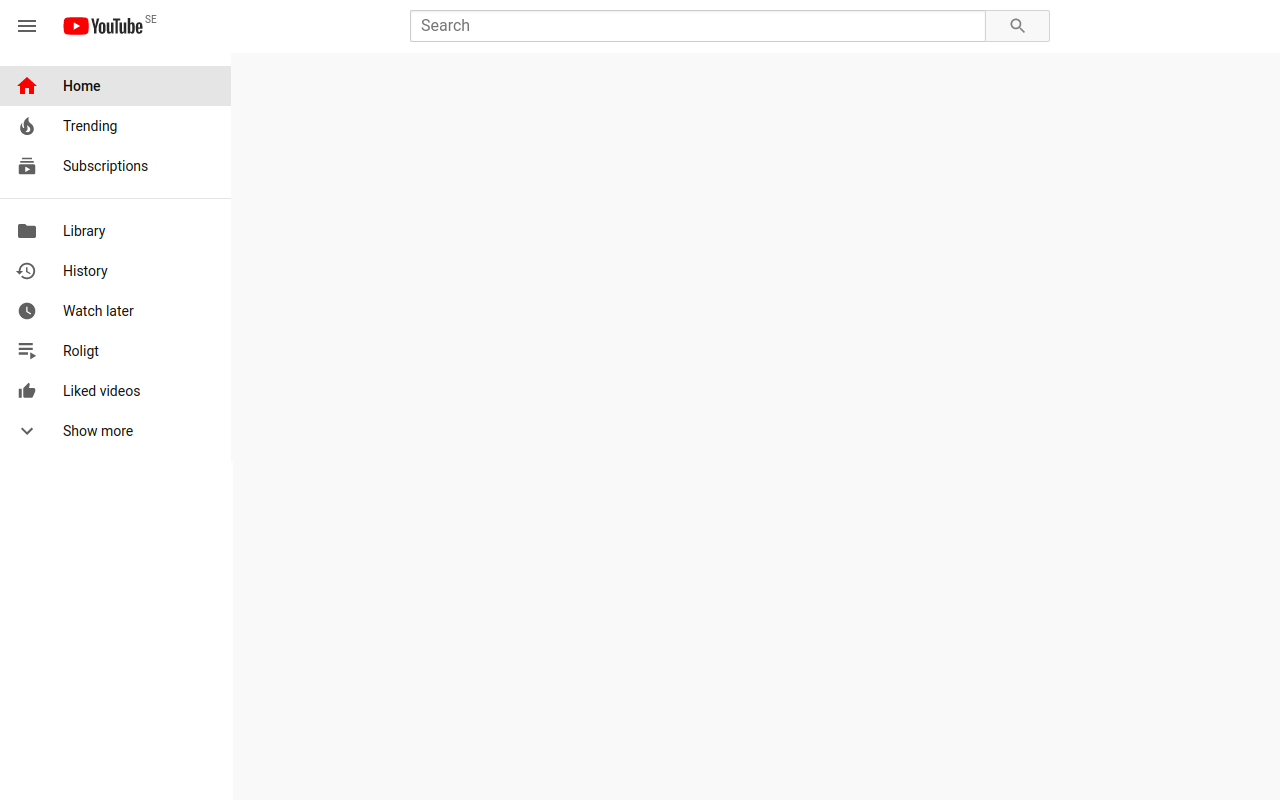 YouTube SE
Search
Home
Trending
Subscriptions
Library
History
Watch later
Roligt
Liked videos
Show more